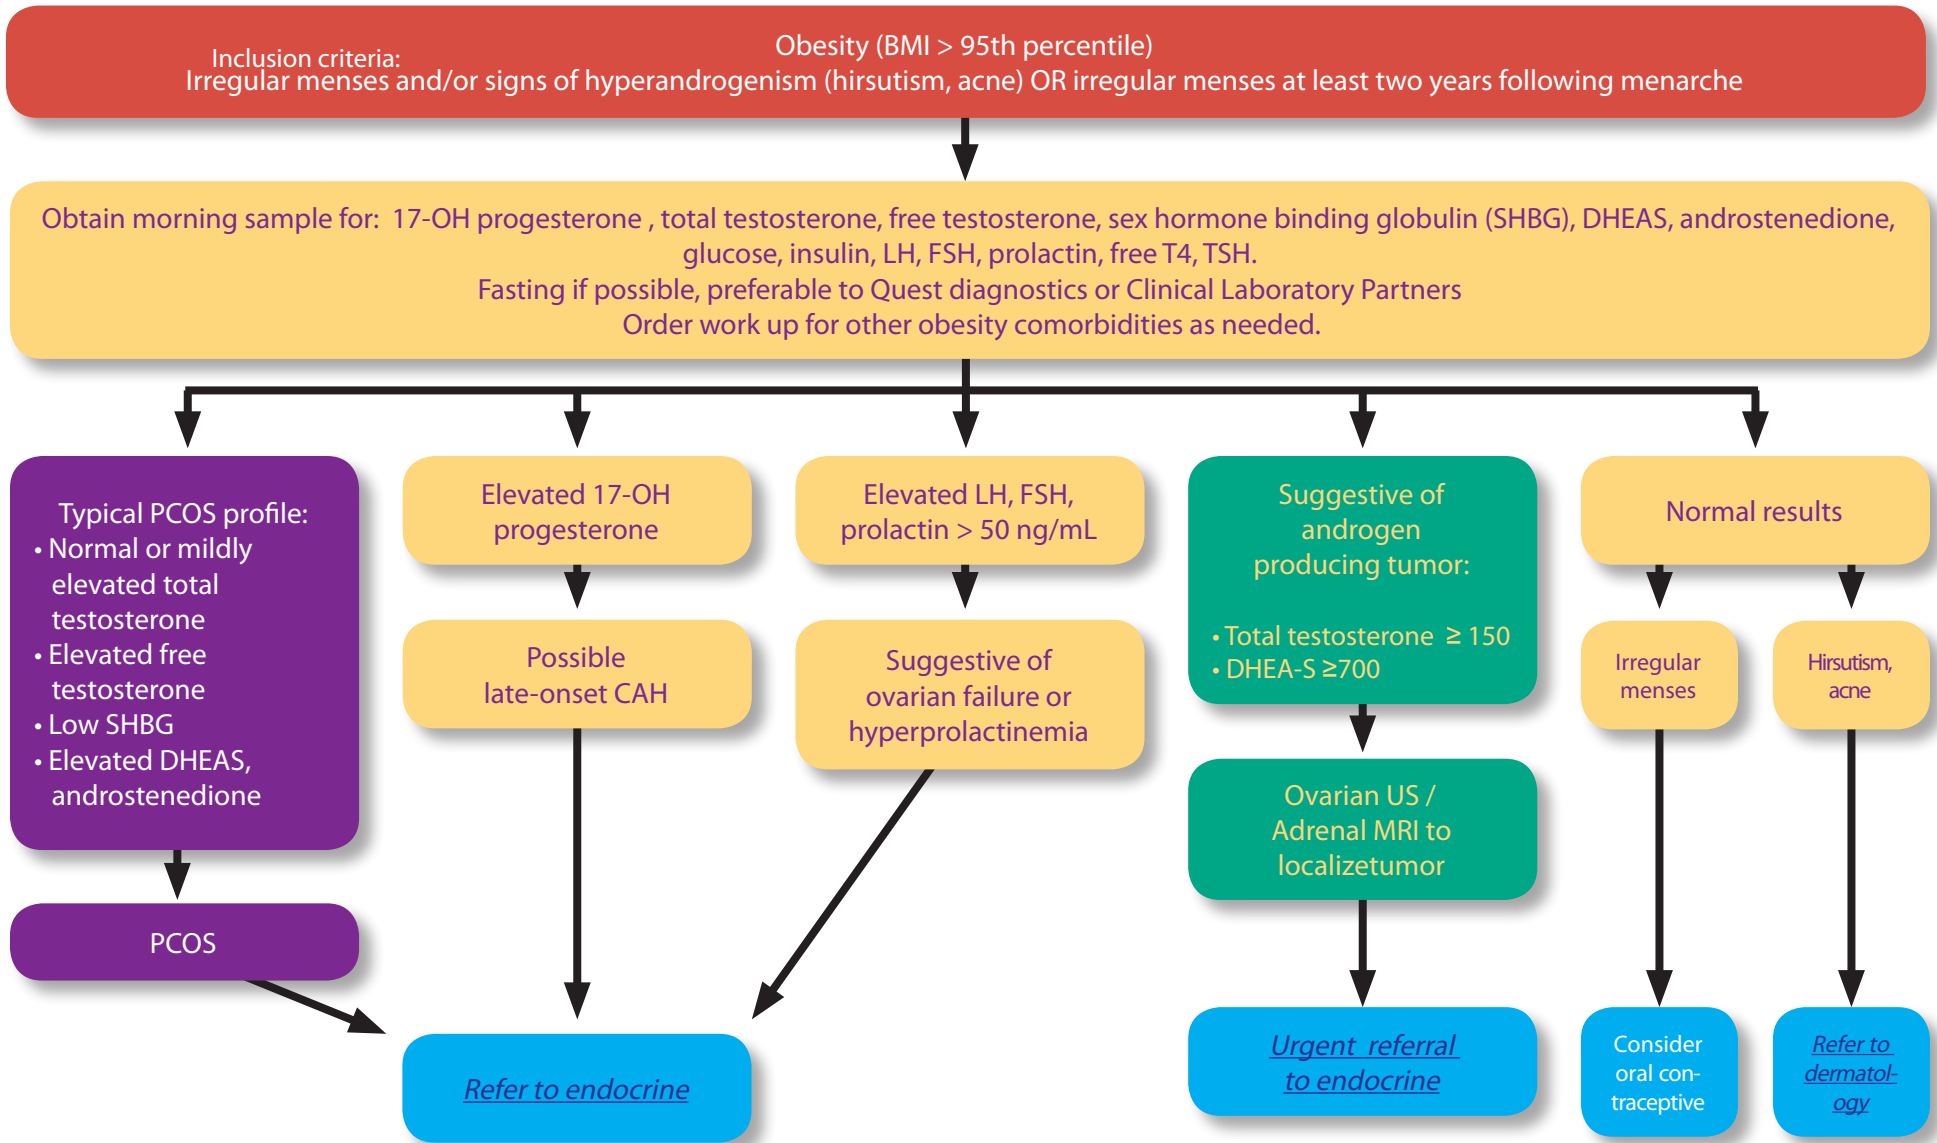 Obesity (BMI > 95th percentile)
Inclusion criteria:
Irregular menses and/or signs of hyperandrogenism (hirsutism, acne) OR irregular menses at least two years following menarche
Obtain morning sample for:  17-OH progesterone , total testosterone, free testosterone, sex hormone binding globulin (SHBG), DHEAS, androstenedione,
glucose, insulin, LH, FSH, prolactin, free T4, TSH.
Fasting if possible, preferable to Quest diagnostics or Clinical Laboratory Partners
Order work up for other obesity comorbidities as needed.
Typical PCOS profile:
• Normal or mildly
elevated total
testosterone
• Elevated free
testosterone
• Low SHBG
• Elevated DHEAS,
androstenedione
PCOS
Elevated 17-OH
progesterone
Possible
late-onset CAH
Elevated LH, FSH,
prolactin > 50 ng/mL
Suggestive of
ovarian failure or
hyperprolactinemia
Refer to endocrine
Suggestive of
androgen
producing tumor:
• Total testosterone  ≥ 150
• DHEA-S ≥700
Ovarian US /
Adrenal MRI to
localizetumor
Urgent  referral
to endocrine
Normal results
Irregular
menses
Consider
oral con-
traceptive
Hirsutism,
acne
Refer to
dermatol-
ogy